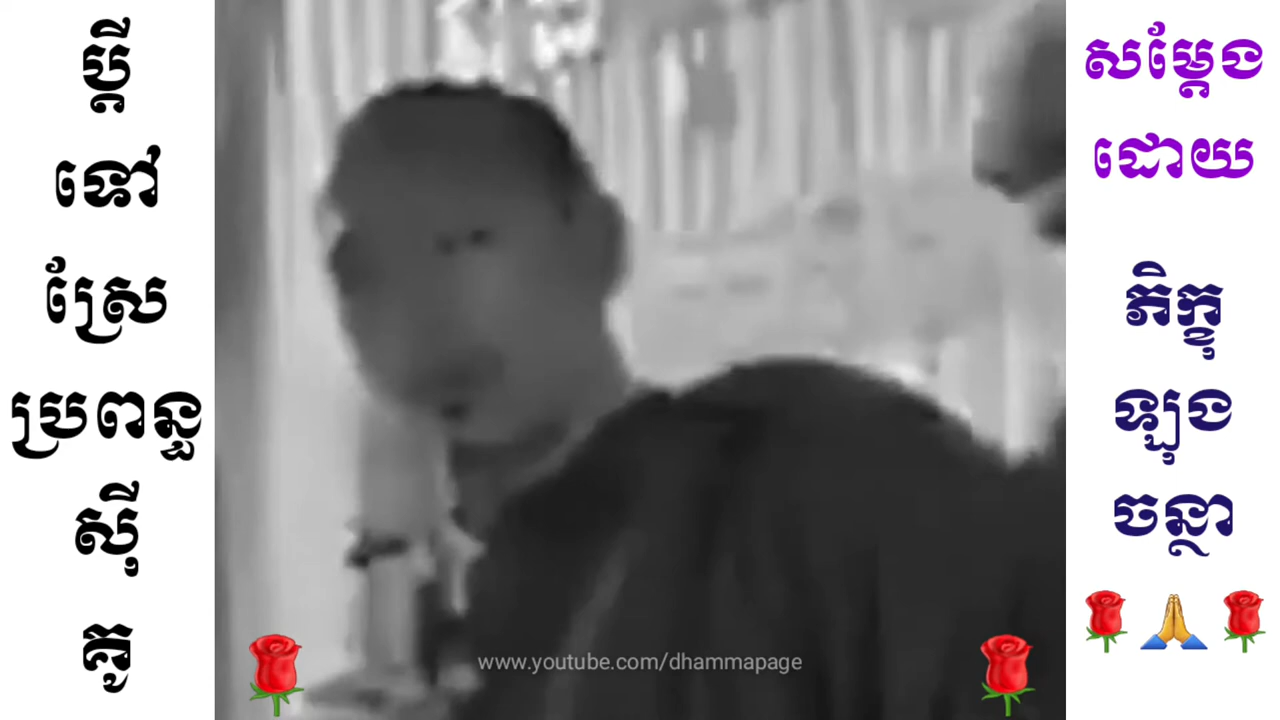 ប្តី
ទៅ
ស្រែ
ប្រពន្ធ
ស៊ី
គូ
សម្តែង
ដោយ
ភិក្ខុ
ឡុង
ចន្ថា
www.youtube.com/dhammapage